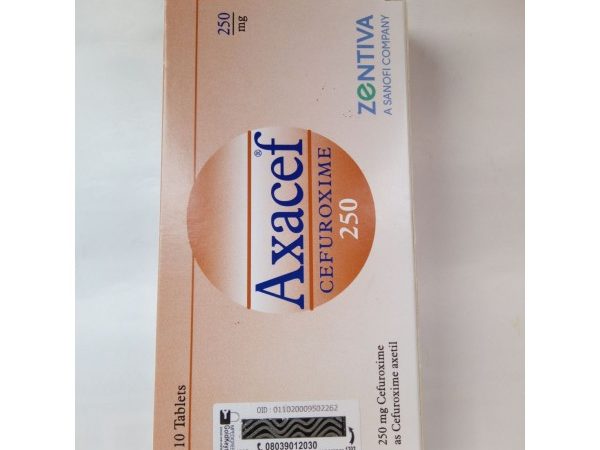 250
mg
ZENTIVA
A SANOFI COMPANY
Axacef®
CEFUROXIME
250
10 Tablets
250 mg Cefuroxime
as Cefuroxime axetil
OID : 011020009502262
08039012030